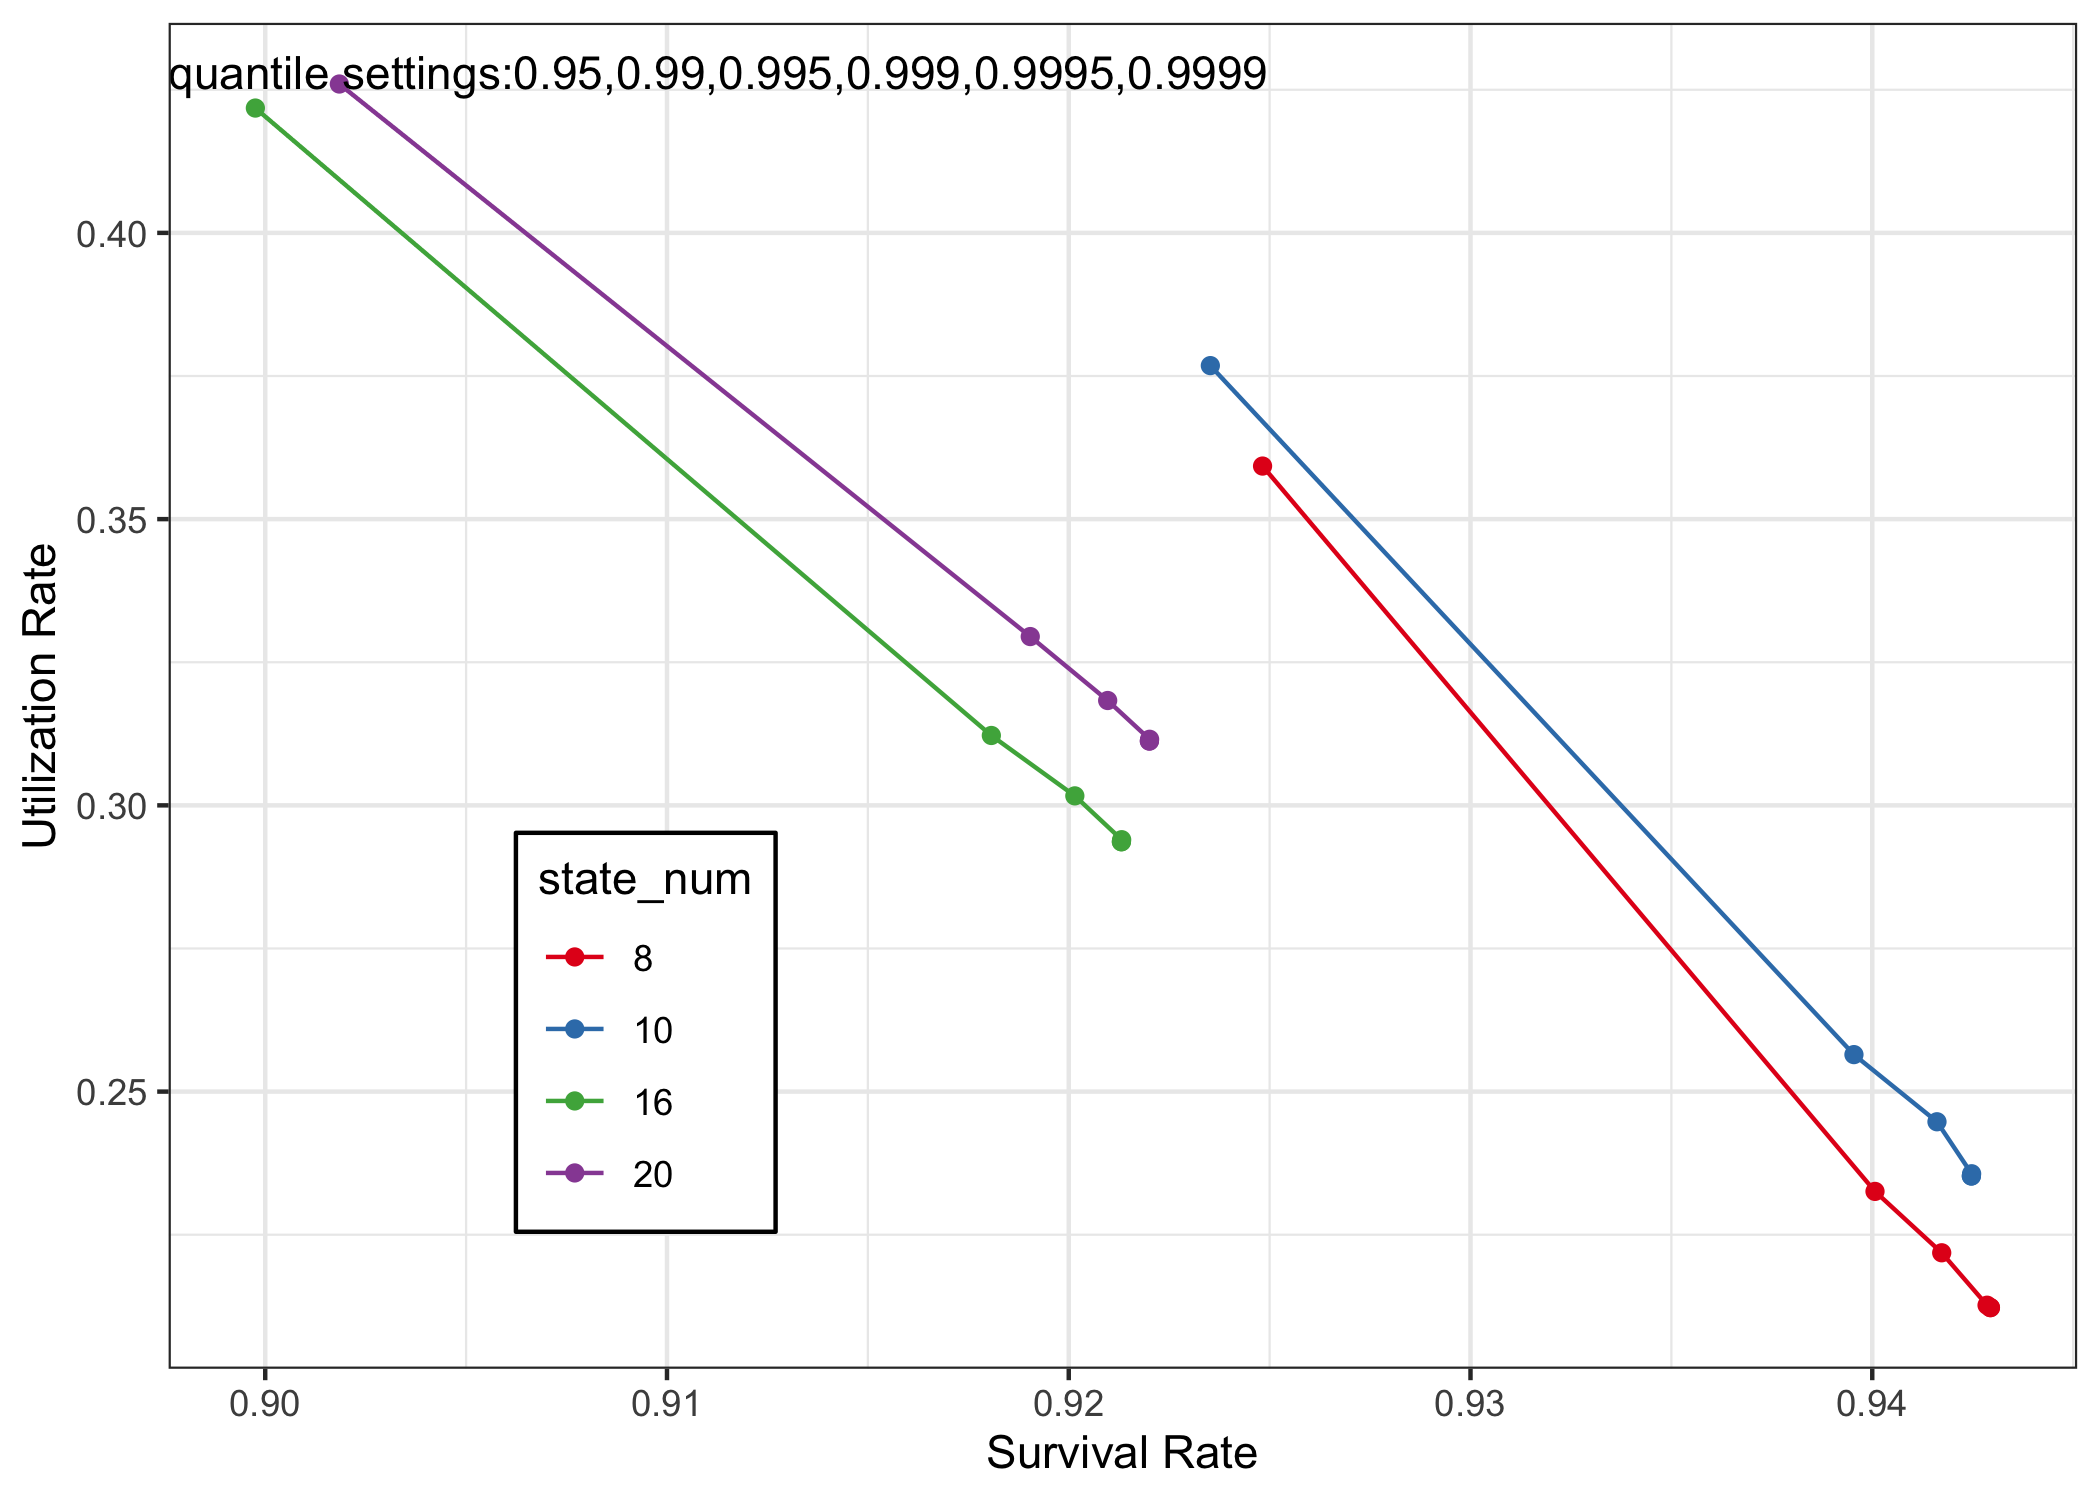 quantile settings:0.95,0.99,0.995,0.999,0.9995,0.9999
0.40
0.35
0.30
0.25
Utilization Rate
state_num
8
10
16
20
0.90 0.91 0.92 0.93 0.94
Survival Rate